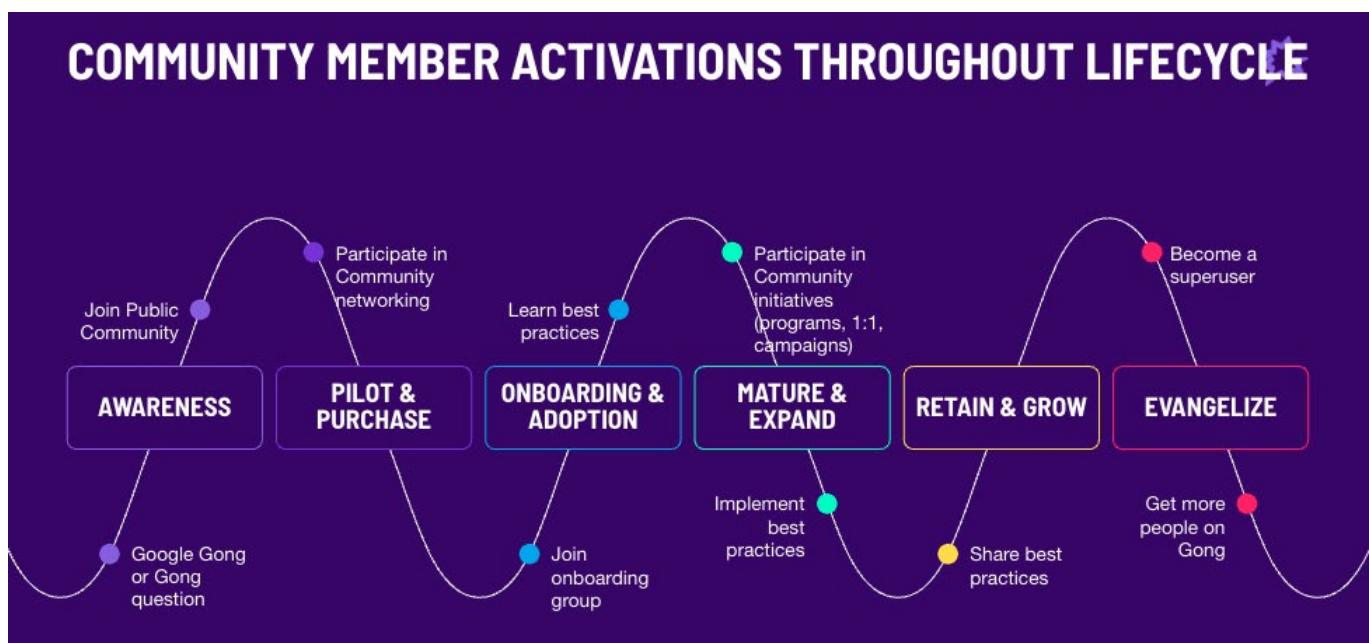 COMMUNITY MEMBER ACTIVATIONS THROUGHOUT LIFECYCLE
Join Public
Community
Participate in
Community
networking
Learn best
practices
Participate in
Community
initiatives
(programs, 1:1,
campaigns)
Become a
superuser
AWARENESS
PILOT &
PURCHASE
ONBOARDING &
ADOPTION
MATURE &
EXPAND
RETAIN & GROW
EVANGELIZE
Google Gong
or Gong
question
Join
onboarding
group
Implement
best
practices
Share best
practices
Get more
people on
Gong